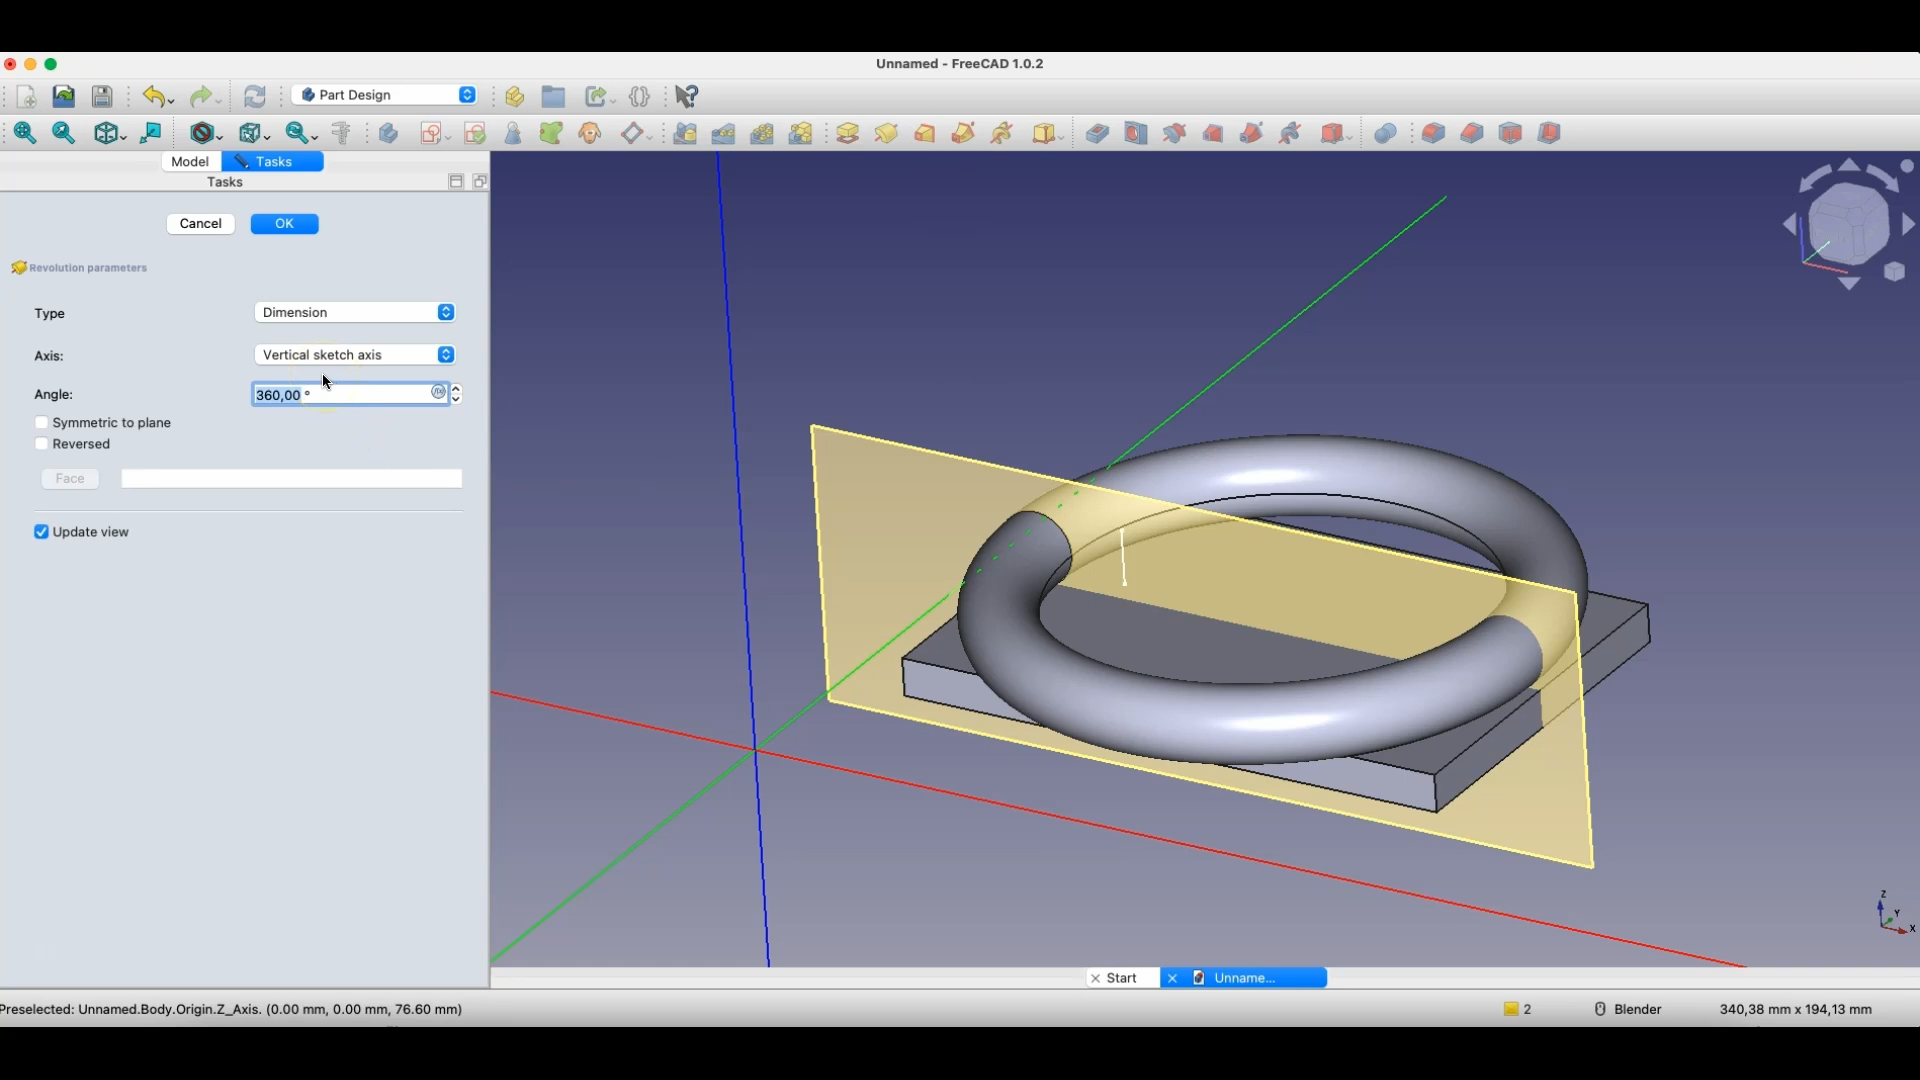 Unnamed - FreeCAD 1.0.2
Part Design
Model
Tasks
Tasks
Cancel
OK
Revolution parameters
Type
Dimension
Axis:
Vertical sketch axis
Angle:
360,00 °
Symmetric to plane
Reversed
Face
Update view
Z
Y
X
Start
Unname...
Preselected: Unnamed.Body.Origin.Z_Axis. (0.00 mm, 0.00 mm, 76.60 mm)
2
Blender
340,38 mm x 194,13 mm